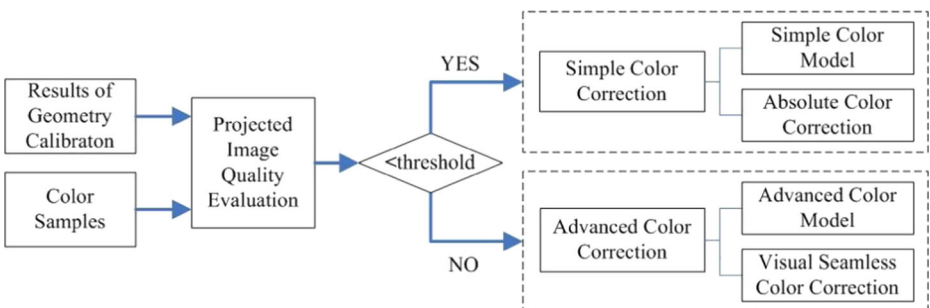 Results of
Geometry
Calibraton
Color
Samples
Projected
Image
Quality
Evaluation
<threshold
YES
NO
Simple Color
Correction
Simple Color
Model
Absolute Color
Correction
Advanced Color
Correction
Advanced Color
Model
Visual Seamless
Color Correction